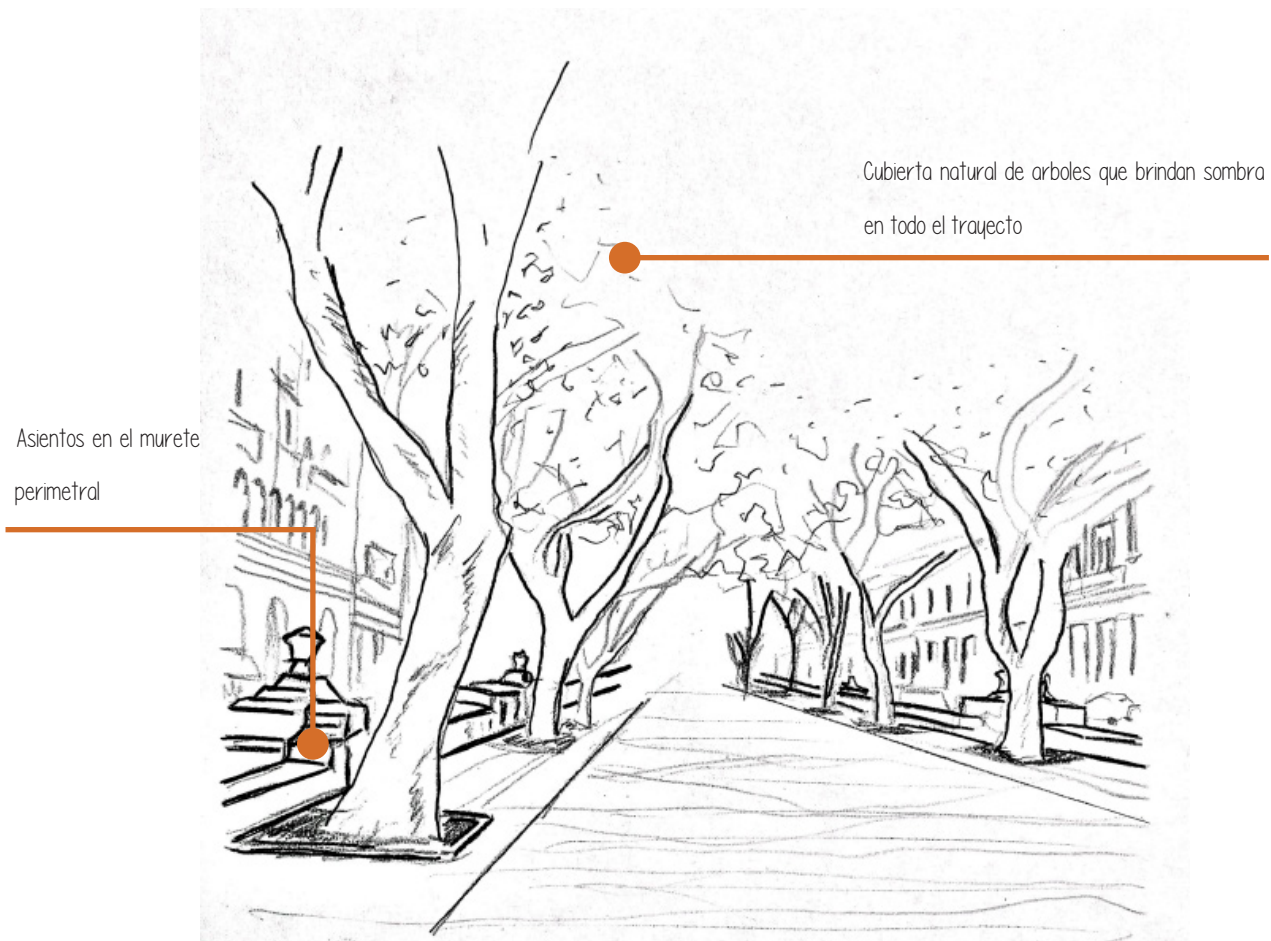 Cubierta natural de arboles que brindan sombra
en todo el trayecto
Asientos en el murete
perimetral